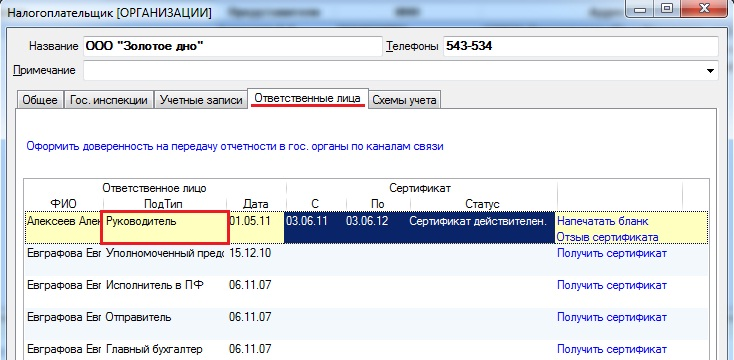 Налогоплательщик [ОРГАНИЗАЦИИ]
Название ООО "Золотое дно" Телефоны 543-534
Примечание
Общее Гос. инспекции Учетные записи Ответственные лица Схемы учета
Оформить доверенность на передачу отчетности в гос. органы по каналам связи
Ответственное лицо Сертификат
ФИО ПодТип Дата С По Статус
Алексеев Алек Руководитель 01.05.11 03.06.11 03.06.12 Сертификат действителен. Напечатать бланк
Отзыв сертификата
Евграфова Евг Уполномоченный предс 15.12.10 Получить сертификат
Евграфова Евг Исполнитель в ПФ 06.11.07 Получить сертификат
Евграфова Евг Отправитель 06.11.07 Получить сертификат
Евграфова Евг Главный бухгалтер 06.11.07 Получить сертификат